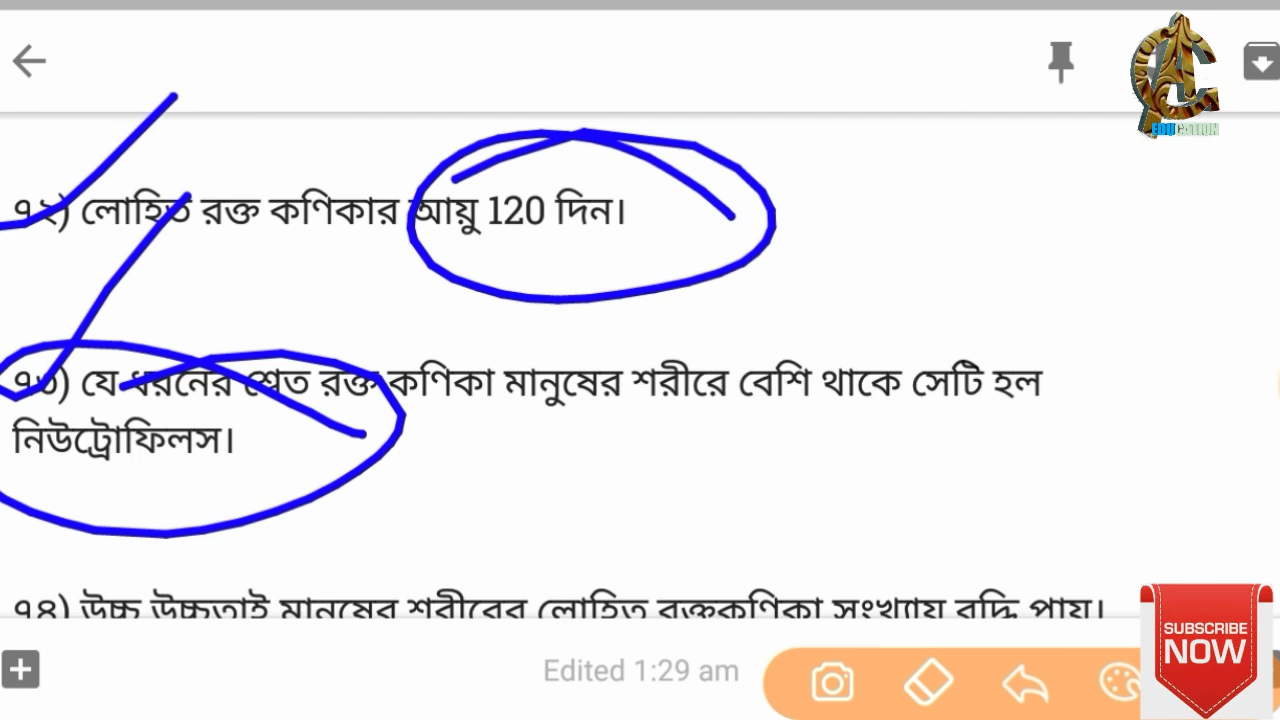 EDUCATION
৭২) লোহিত রক্ত কণিকার আয়ু 120 দিন।
৭৩) যে ধরনের শ্বেত রক্ত কণিকা মানুষের শরীরে বেশি থাকে সেটি হল
নিউট্রোফিলস।
৭৪) উচ্চ উচ্চতাই মানুষের শরীরের লোহিত রক্তকণিকা সংখ্যায় বৃদ্ধি পায়।
Edited 1:29 am
SUBSCRIBE
NOW